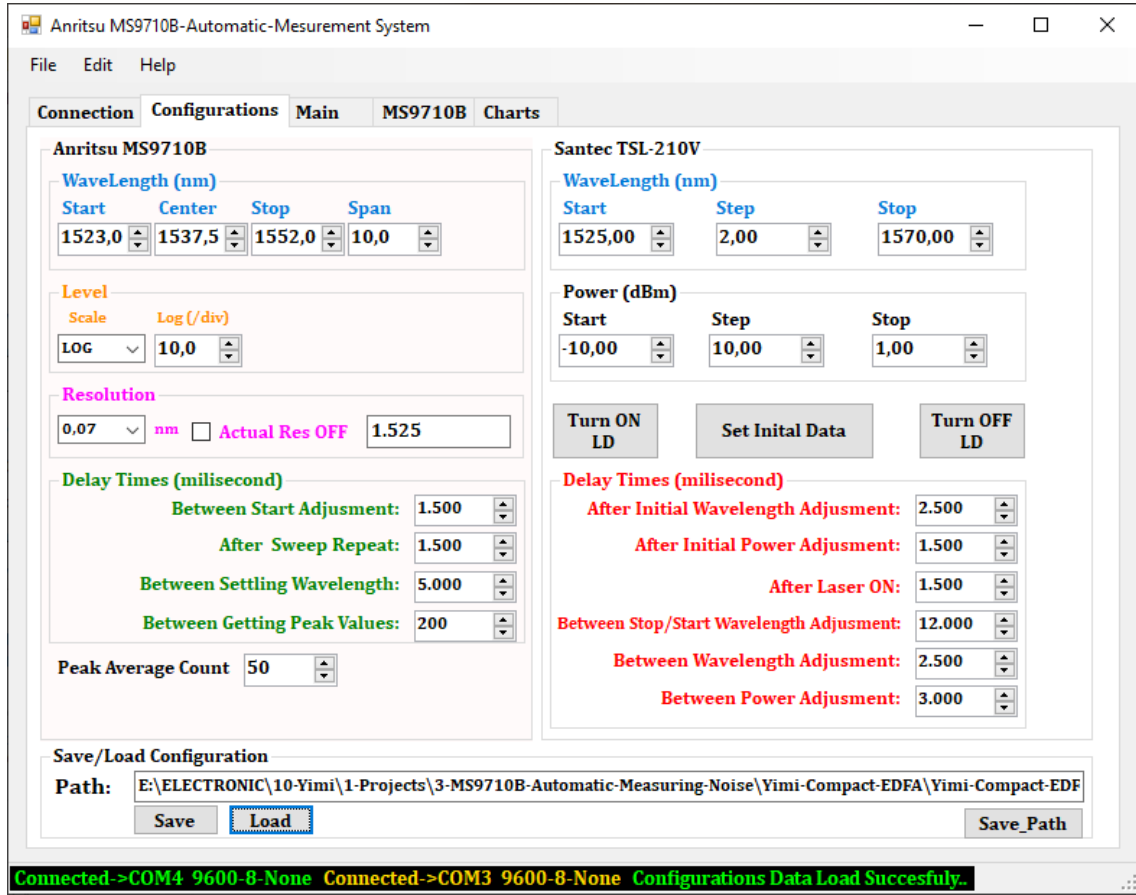 Anritsu MS9710B-Automatic-Mesurement System
File Edit Help
Connection Configurations Main MS9710B Charts
Anritsu MS9710B
WaveLength (nm)
Start Center Stop Span
1523,0 1537,5 1552,0 10,0
Level
Scale Log (/div)
LOG 10,0
Resolution
0,07 nm Actual Res OFF 1.525
Delay Times (milisecond)
Between Start Adjusment: 1.500
After Sweep Repeat: 1.500
Between Settling Wavelength: 5.000
Between Getting Peak Values: 200
Peak Average Count 50
Santec TSL-210V
WaveLength (nm)
Start Step Stop
1525,00 2,00 1570,00
Power (dBm)
Start Step Stop
-10,00 10,00 1,00
Turn ON LD Set Inital Data Turn OFF LD
Delay Times (milisecond)
After Initial Wavelength Adjusment: 2.500
After Initial Power Adjusment: 1.500
After Laser ON: 1.500
Between Stop/Start Wavelength Adjusment: 12.000
Between Wavelength Adjusment: 2.500
Between Power Adjusment: 3.000
Save/Load Configuration
Path: E:\ELECTRONIC\10-Yimi\1-Projects\3-MS9710B-Automatic-Measuring-Noise\Yimi-Compact-EDFA\Yimi-Compact-EDF
Save Load Save_Path
Connected->COM4 9600-8-None Connected->COM3 9600-8-None Configurations Data Load Succesfuly..